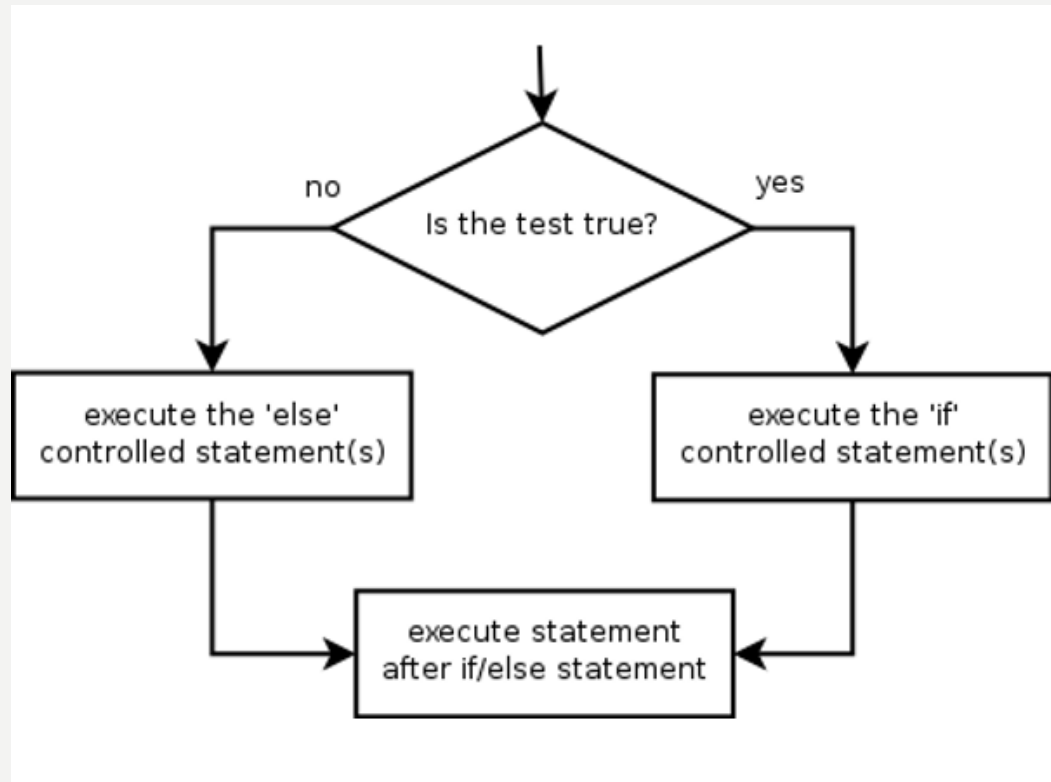 no
yes
Is the test true?
execute the 'else'
controlled statement(s)
execute the 'if'
controlled statement(s)
execute statement
after if/else statement